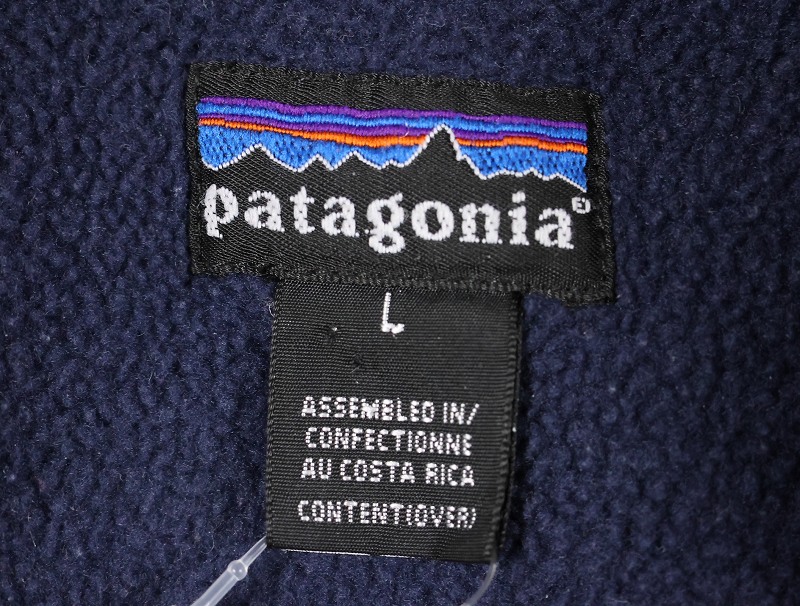 patagonia®
L
ASSEMBLED IN/
CONFECTIONNE
AU COSTA RICA
CONTENT(OVER)